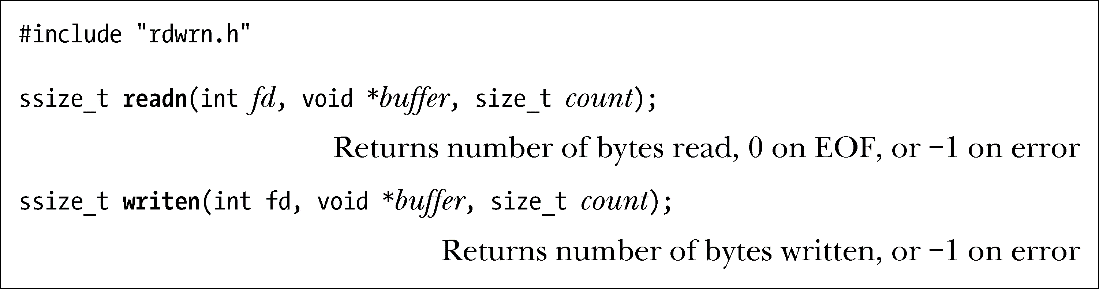 #include "rdwrn.h"
ssize_t readn(int fd, void *buffer, size_t count);
Returns number of bytes read, 0 on EOF, or –1 on error
ssize_t writen(int fd, void *buffer, size_t count);
Returns number of bytes written, or –1 on error